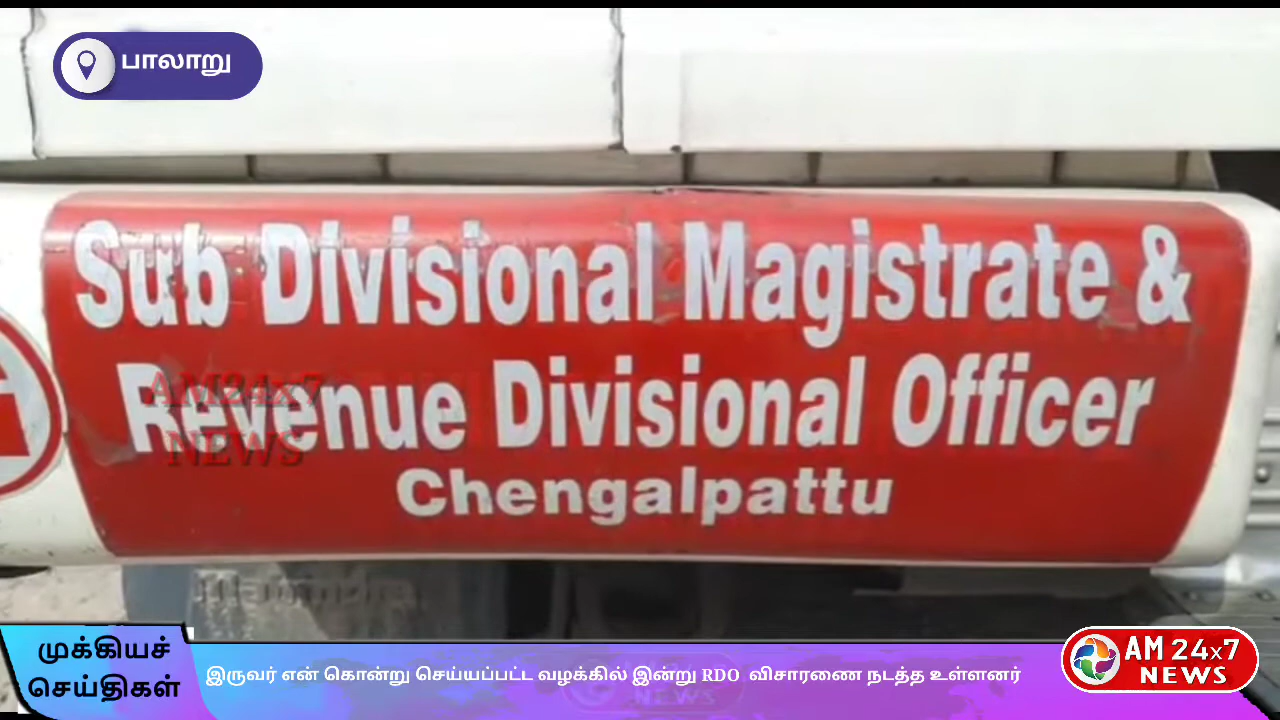 பாலாறு
Sub Divisional Magistrate &
Revenue Divisional Officer
Chengalpattu
AM24x7
NEWS
முக்கியச்
செய்திகள்
இருவர் என் கொன்று செய்யப்பட்ட வழக்கில் இன்று RDO விசாரணை நடத்த உள்ளனர்
AM 24x7
NEWS